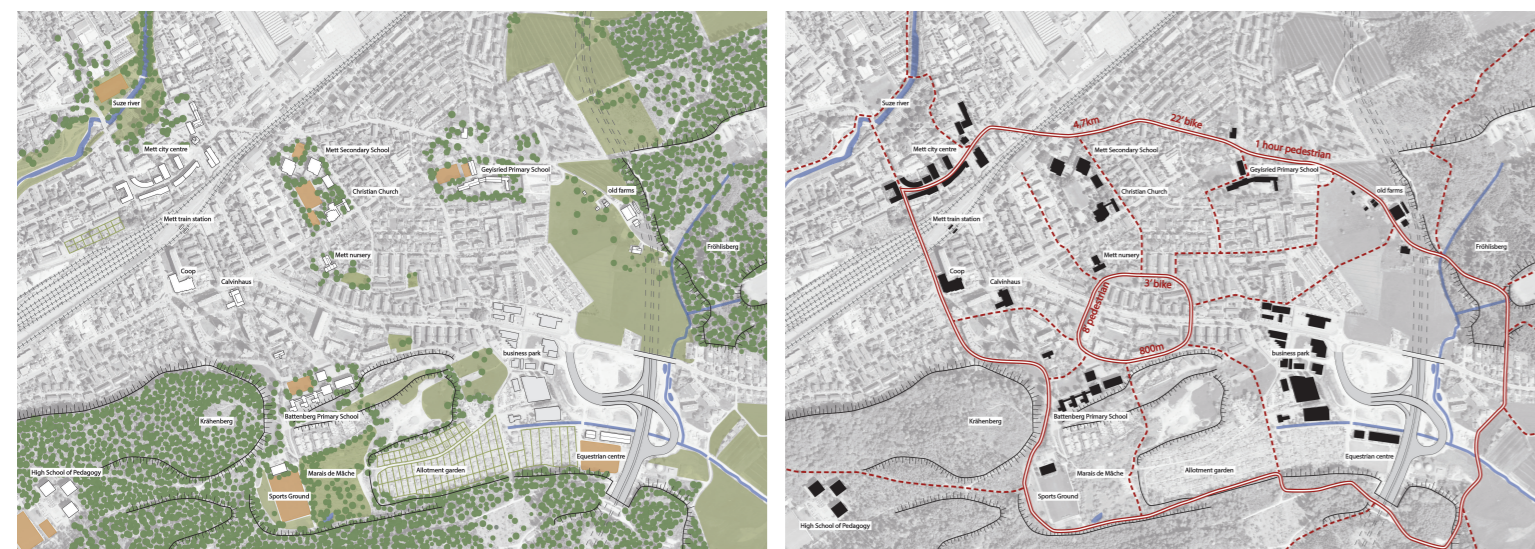 Suze river
Mett city centre
Mett Secondary School
Geyisried Primary School
Christian Church
old farms
Mett train station
Fröhlisberg
Mett nursery
Coop
Calvinhaus
business park
Battenberg Primary School
Krähenberg
High School of Pedagogy
Marais de Mâche
Allotment garden
Equestrian centre
Sports Ground
Suze river
4,7km
22' bike
1 hour pedestrian
Mett city centre
Mett Secondary School
Geyisried Primary School
Christian Church
old farms
Mett train station
Fröhlisberg
Mett nursery
Coop
Calvinhaus
3' bike
8' pedestrian
800m
business park
Battenberg Primary School
Krähenberg
Equestrian centre
Marais de Mâche
Allotment garden
Sports Ground
High School of Pedagogy